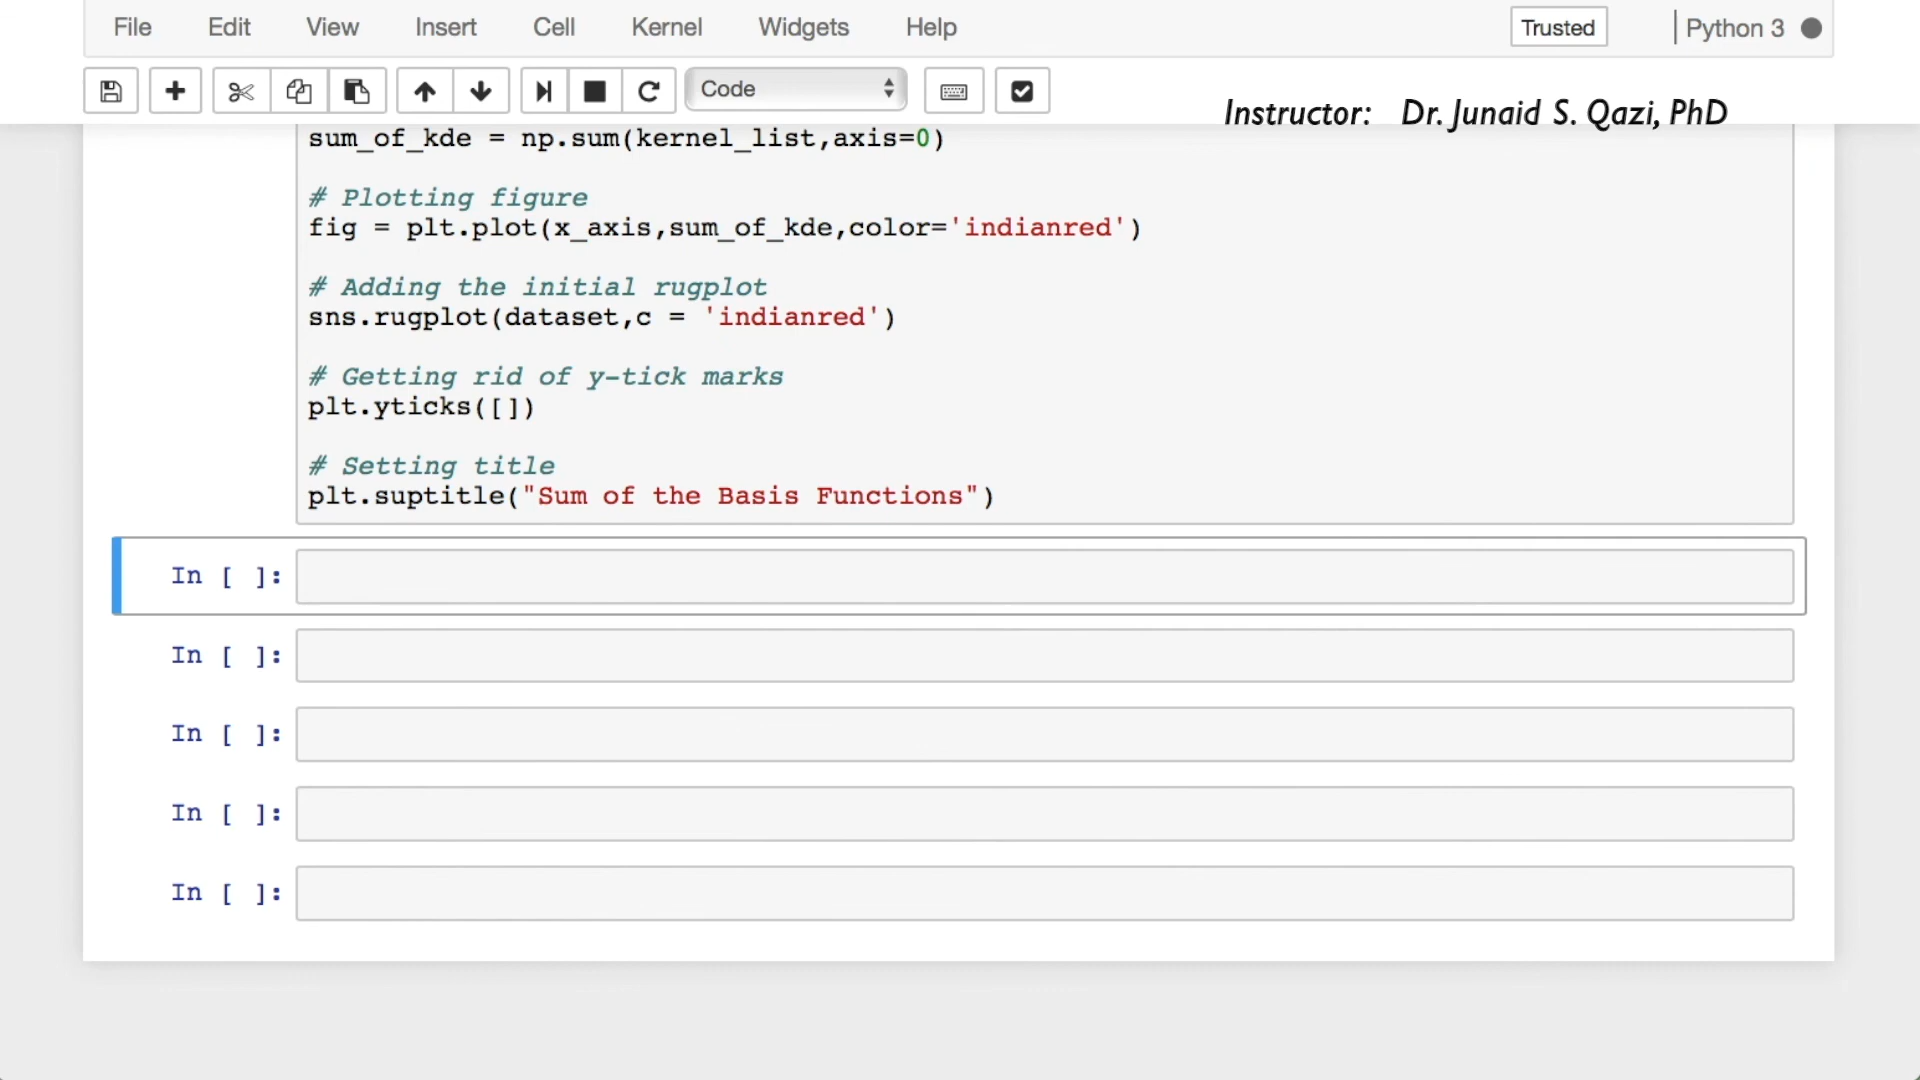 File Edit View Insert Cell Kernel Widgets Help Trusted Python 3
Code
Instructor: Dr. Junaid S. Qazi, PhD
sum_of_kde = np.sum(kernel_list,axis=0)
# Plotting figure
fig = plt.plot(x_axis,sum_of_kde,color='indianred')
# Adding the initial rugplot
sns.rugplot(dataset,c = 'indianred')
# Getting rid of y-tick marks
plt.yticks([])
# Setting title
plt.suptitle("Sum of the Basis Functions")
In [ ]:
In [ ]:
In [ ]:
In [ ]:
In [ ]: